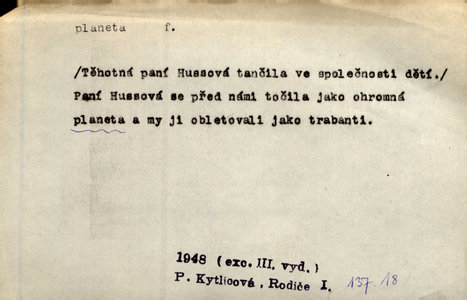 planeta f.
/Těhotná paní Hussová tančila ve společnosti dětí./
Paní Hussová se před námi točila jako ohromná
planeta a my ji obletovali jako trabanti.
1948 (exc. III. vyd.)
P. Kytlicová, Rodiče I. 137.18.